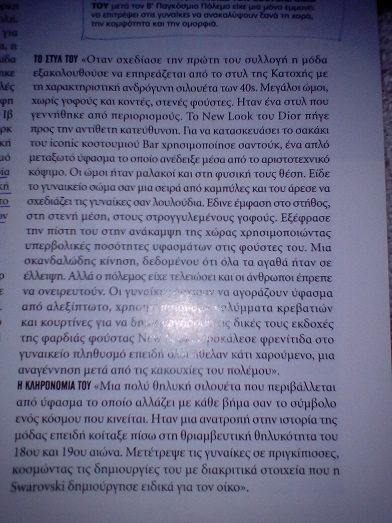 ΤΟΥ μετά τον Β' Παγκόσμιο Πόλεμο είχε μια μόνο εμμονή:
να επιτρέψει στις γυναίκες να ανακαλύψουν ξανά τη χαρά,
την κομψότητα και την ομορφιά.
ΤΟ ΣΤΥΛ ΤΟΥ «Όταν σχεδίασε την πρώτη του συλλογή η μόδα
εξακολουθούσε να επηρεάζεται από το στυλ της Κατοχής με
τη χαρακτηριστική ανδρόγυνη σιλουέτα των 40s. Μεγάλοι ώμοι,
χωρίς γοφούς και κοντές, στενές φούστες. Ήταν ένα στυλ που
γεννήθηκε από περιορισμούς. Το New Look του Dior πήγε
προς την αντίθετη κατεύθυνση. Για να κατασκευάσει το σακάκι
του iconic κοστουμιού Bar χρησιμοποίησε σαντούκ, ένα απλό
μεταξωτό ύφασμα το οποίο ανέδειξε μέσα από το αριστοτεχνικό
κόψιμο. Οι ώμοι ήταν μαλακοί και στη φυσική τους θέση. Είδε
το γυναικείο σώμα σαν μια σειρά από καμπύλες και του άρεσε να
σχεδιάζει τις γυναίκες σαν λουλούδια. Έδινε έμφαση στο στήθος,
στη στενή μέση, στους στρογγυλεμένους γοφούς. Εξέφρασε
την πίστη του στην ανάκαμψη της χώρας χρησιμοποιώντας
υπερβολικές ποσότητες υφασμάτων στις φούστες του. Μια
σκανδαλώδης κίνηση, δεδομένου ότι όλα τα αγαθά ήταν σε
έλλειψη. Αλλά ο πόλεμος είχε τελειώσει και οι άνθρωποι έπρεπε
να ονειρευτούν. Οι γυναίκες να αγοράζουν ύφασμα
από αλεξίπτωτο, καλύμματα κρεβατιών
και κουρτίνες για να τις δικές τους εκδοχές
της φαρδιάς φούστας New προκάλεσε φρενίτιδα στο
γυναικείο πληθυσμό επειδή όλοι ήθελαν κάτι χαρούμενο, μια
αναγέννηση μετά από τις κακουχίες του πολέμου».
Η ΚΛΗΡΟΝΟΜΙΑ ΤΟΥ «Μια πολύ θηλυκή σιλουέτα που περιβάλλεται
από ύφασμα το οποίο αλλάζει με κάθε βήμα σαν το σύμβολο
ενός κόσμου που κινείται. Ήταν μια ανατροπή στην ιστορία της
μόδας επειδή κοίταξε πίσω στη θριαμβευτική θηλυκότητα του
18ου και 19ου αιώνα. Μετέτρεψε τις γυναίκες σε πριγκίπισσες,
κοσμώντας τις δημιουργίες του με διακριτικά στοιχεία που η
Swarovski δημιούργησε ειδικά για τον οίκο».